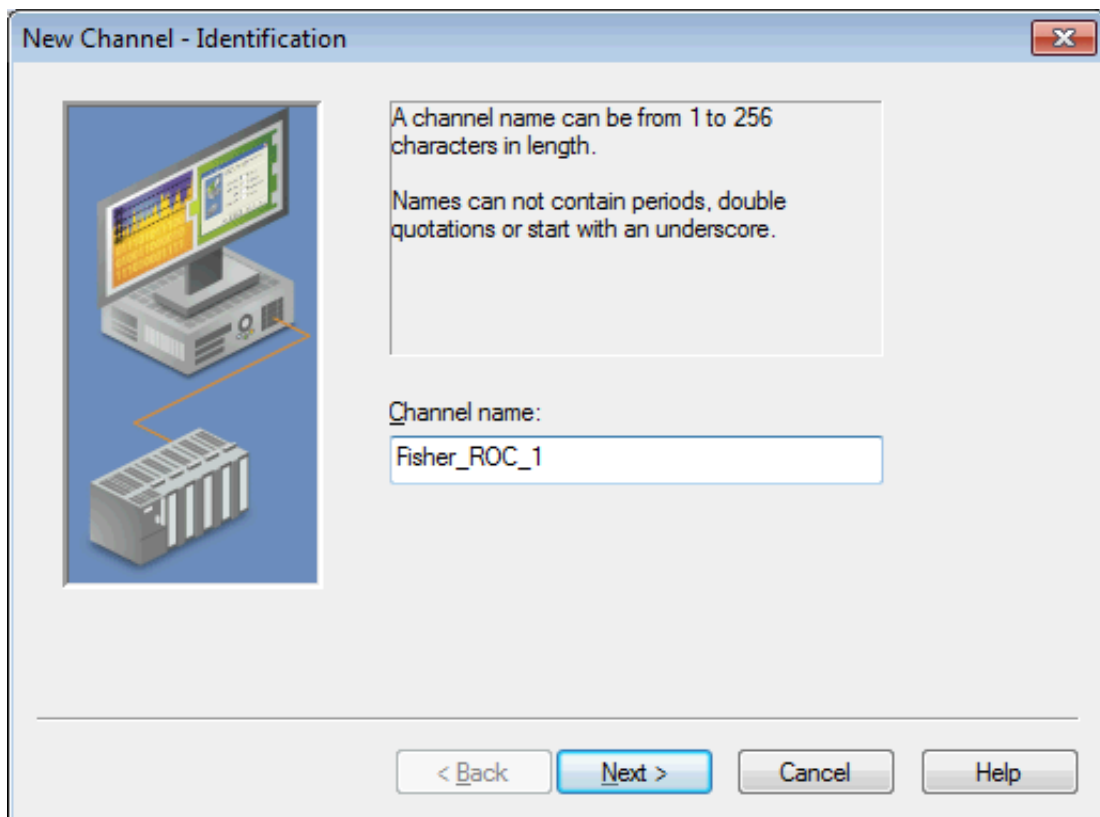 New Channel - Identification
A channel name can be from 1 to 256
characters in length.
Names can not contain periods, double
quotations or start with an underscore.
Channel name:
Fisher_ROC_1
< Back
Next >
Cancel
Help